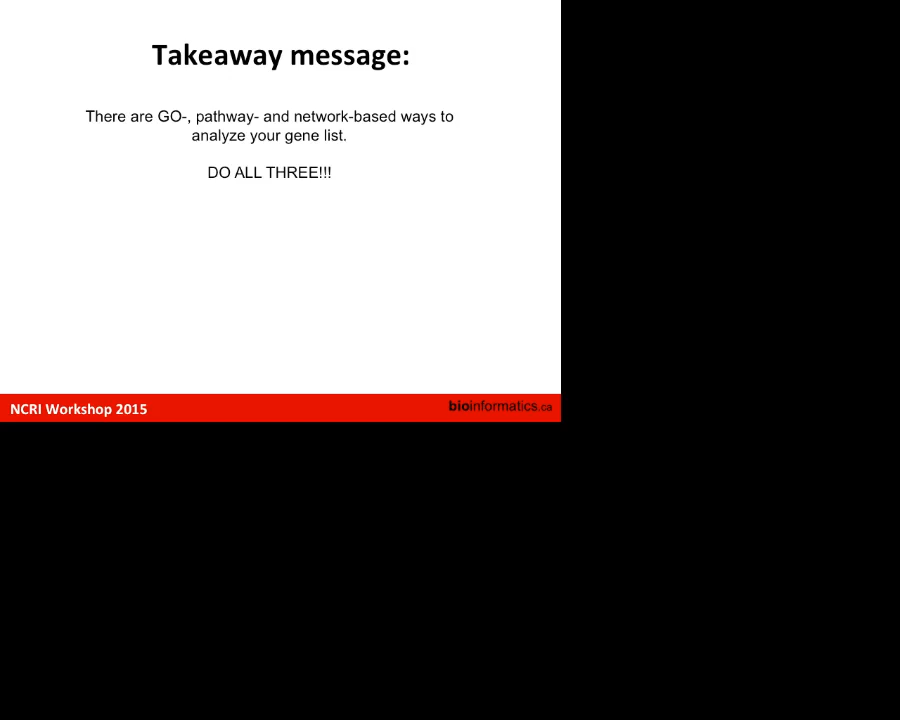 Takeaway message:
There are GO-, pathway- and network-based ways to
analyze your gene list.
DO ALL THREE!!!
NCRI Workshop 2015
bioinformatics.ca